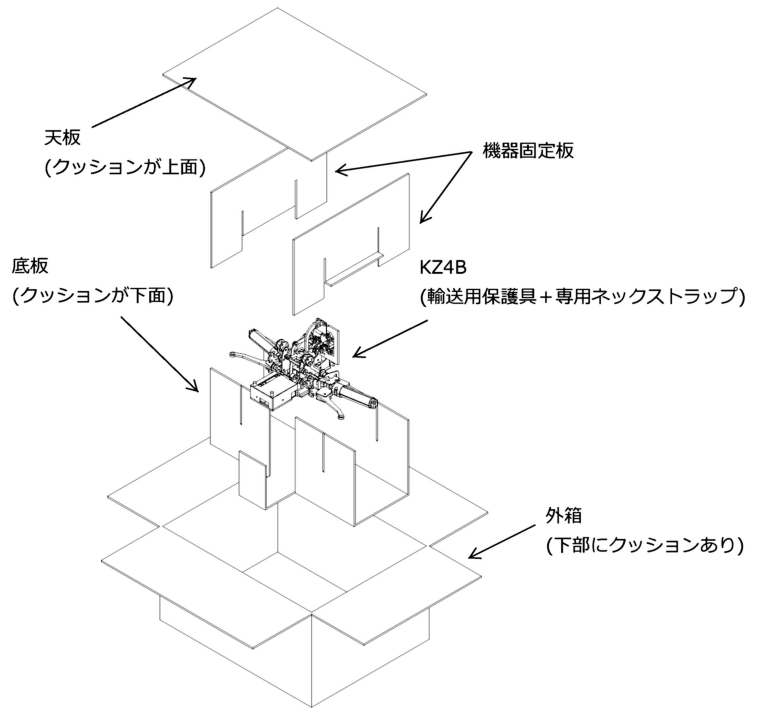 天板
(クッションが上面)
機器固定板
底板
(クッションが下面)
KZ4B
(輸送用保護具＋専用ネックストラップ)
外箱
(下部にクッションあり)